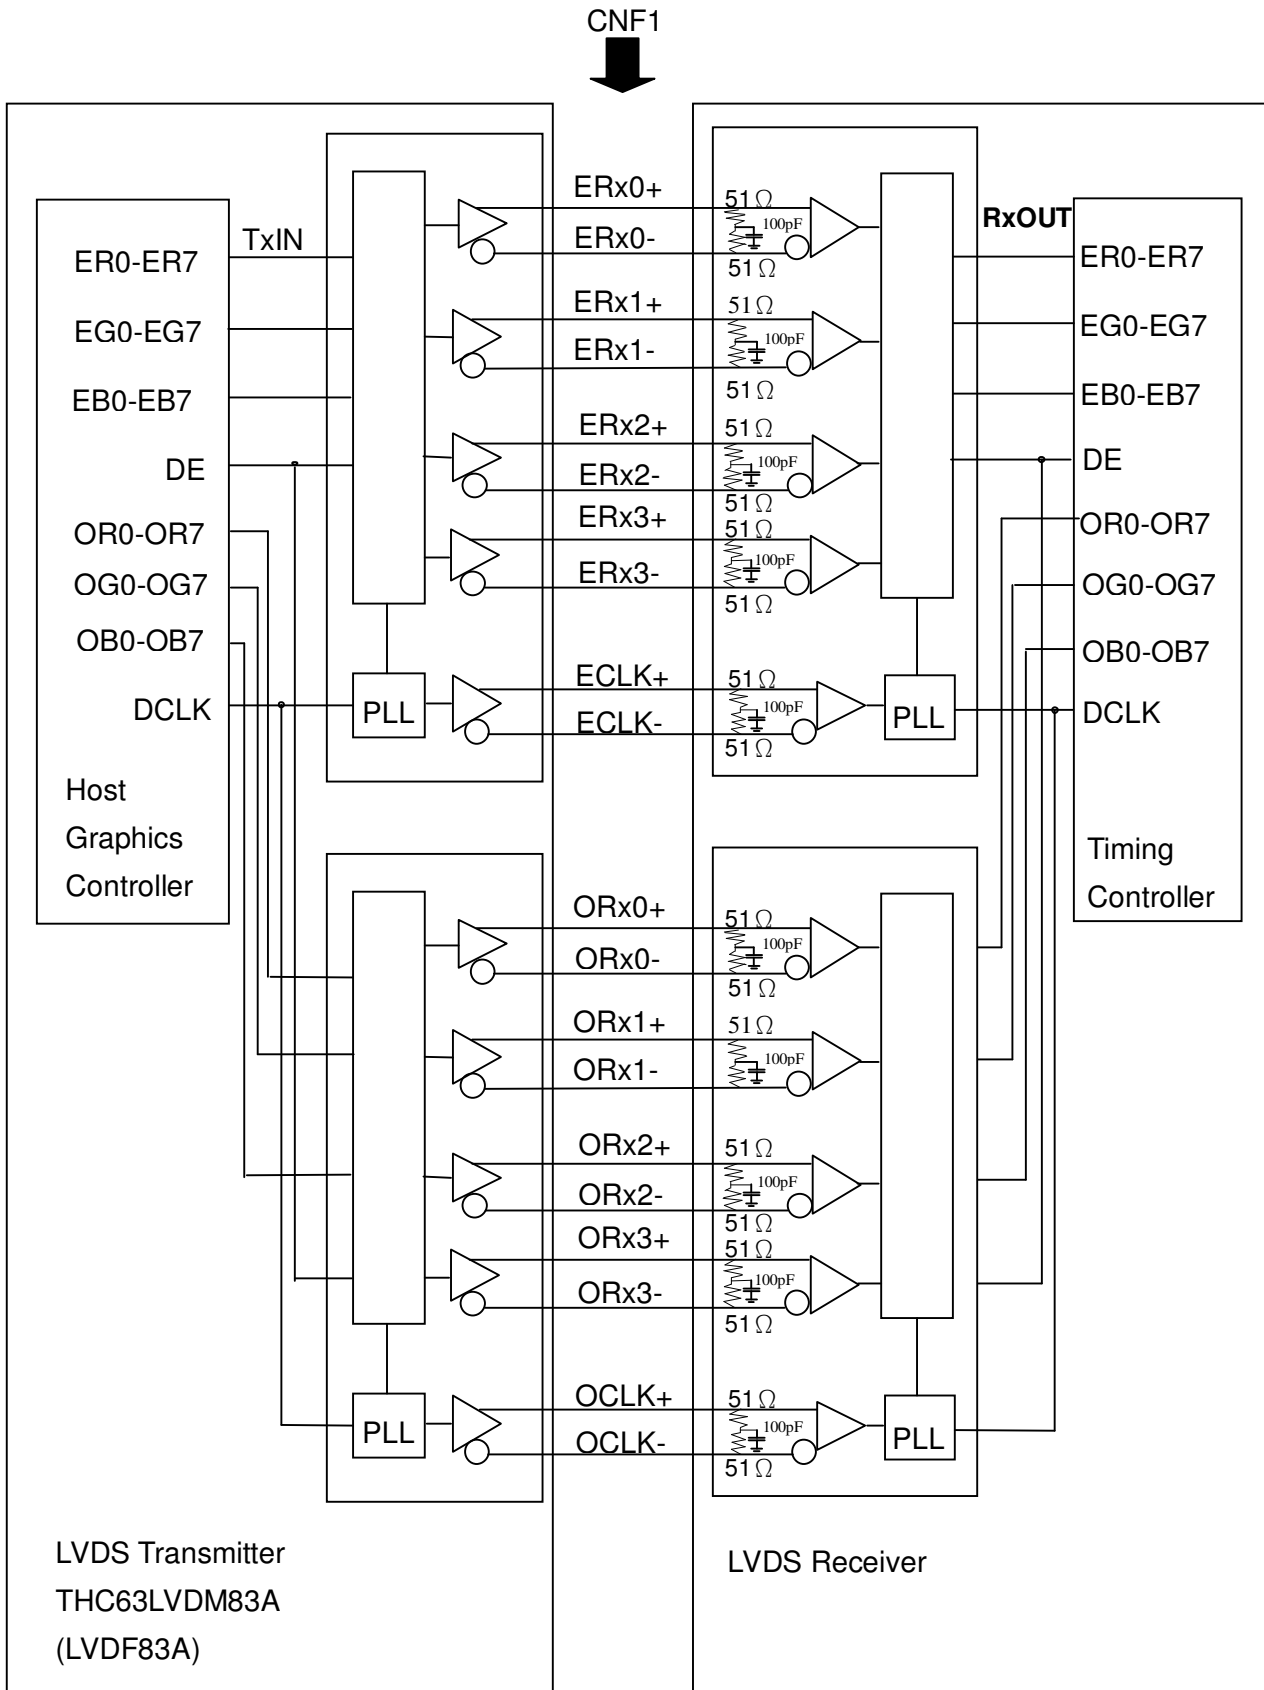 CNF1
TxIN
ER0-ER7
EG0-EG7
EB0-EB7
DE
OR0-OR7
OG0-OG7
OB0-OB7
DCLK
Host
Graphics
Controller
PLL
PLL
ERx0+
ERx0-
ERx1+
ERx1-
ERx2+
ERx2-
ERx3+
ERx3-
ECLK+
ECLK-
ORx0+
ORx0-
ORx1+
ORx1-
ORx2+
ORx2-
ORx3+
ORx3-
OCLK+
OCLK-
51Ω
100pF
51Ω
51Ω
100pF
51Ω
51Ω
100pF
51Ω
51Ω
100pF
51Ω
51Ω
100pF
51Ω
PLL
51Ω
100pF
51Ω
51Ω
100pF
51Ω
51Ω
100pF
51Ω
51Ω
100pF
51Ω
51Ω
100pF
51Ω
PLL
RxOUT
ER0-ER7
EG0-EG7
EB0-EB7
DE
OR0-OR7
OG0-OG7
OB0-OB7
DCLK
Timing
Controller
LVDS Transmitter
THC63LVDM83A
(LVDF83A)
LVDS Receiver